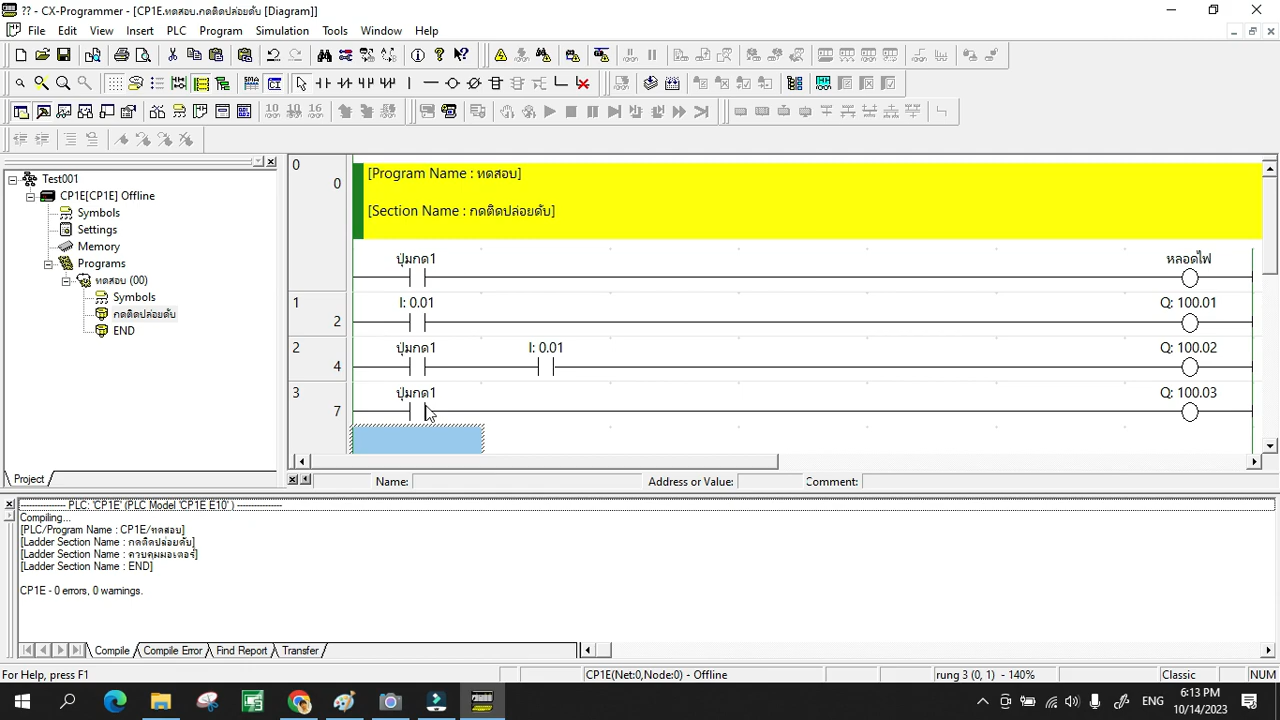 ?? - CX-Programmer - [CP1E.ทดสอบ.กดติดปล่อยดับ [Diagram]]
File Edit View Insert PLC Program Simulation Tools Window Help
10 10 16
Test001
CP1E[CP1E] Offline
Symbols
Settings
Memory
Programs
ทดสอบ (00)
Symbols
กดติดปล่อยดับ
END
Project
0
0
[Program Name : ทดสอบ]
[Section Name : กดติดปล่อยดับ]
ปุ่มกด1 หลอดไฟ
1
2
I: 0.01 Q: 100.01
2
4
ปุ่มกด1 I: 0.01 Q: 100.02
3
7
ปุ่มกด1 Q: 100.03
Name: Address or Value: Comment:
PLC: 'CP1E' (PLC Model 'CP1E E10' )
Compiling...
[PLC/Program Name : CP1E/ทดสอบ]
[Ladder Section Name : กดติดปล่อยดับ]
[Ladder Section Name : ควบคุมมอเตอร์]
[Ladder Section Name : END]
CP1E - 0 errors, 0 warnings.
Compile Compile Error Find Report Transfer
For Help, press F1 CP1E(Net:0,Node:0) - Offline rung 3 (0, 1) - 140% Classic NUM
ENG 6:13 PM
10/14/2023